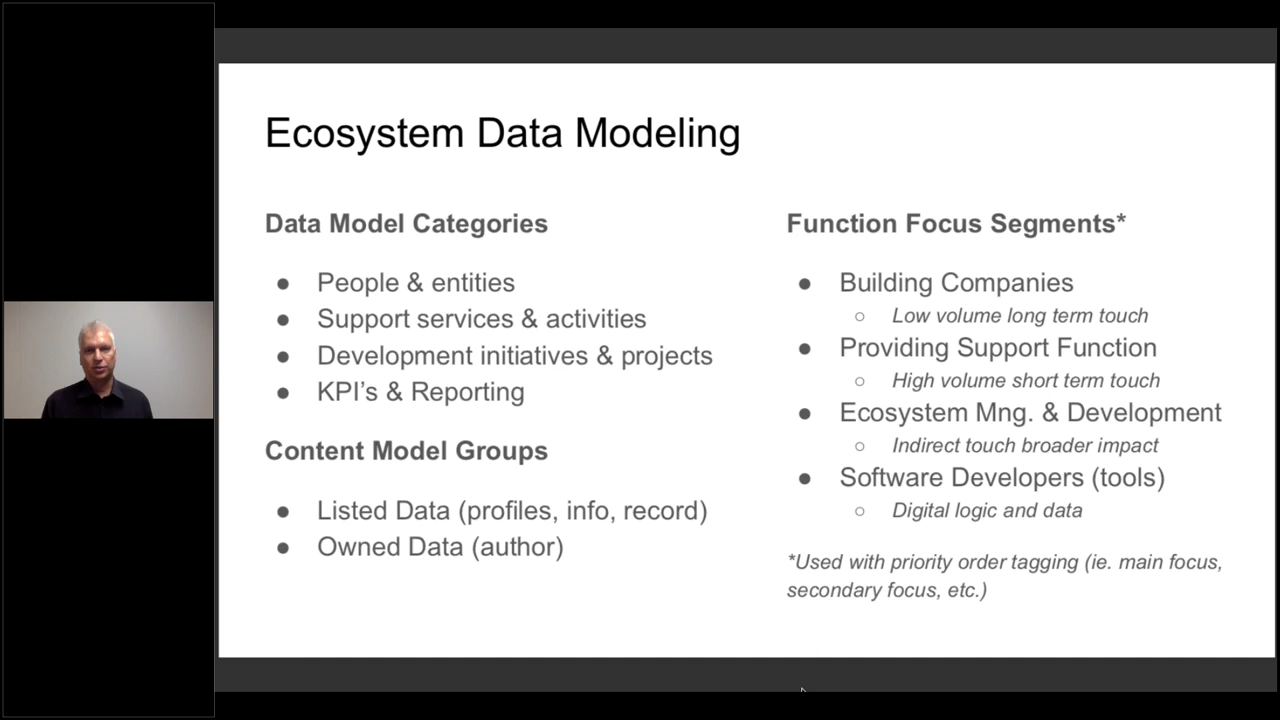 Ecosystem Data Modeling
Data Model Categories
● People & entities
● Support services & activities
● Development initiatives & projects
● KPI’s & Reporting
Content Model Groups
● Listed Data (profiles, info, record)
● Owned Data (author)
Function Focus Segments*
● Building Companies
○ Low volume long term touch
● Providing Support Function
○ High volume short term touch
● Ecosystem Mng. & Development
○ Indirect touch broader impact
● Software Developers (tools)
○ Digital logic and data
*Used with priority order tagging (ie. main focus,
secondary focus, etc.)